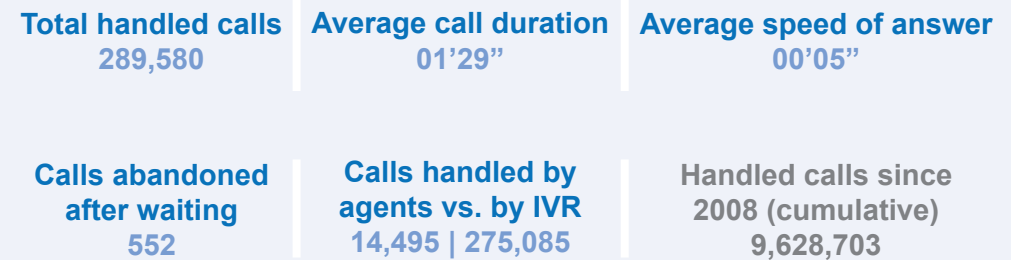 Total handled calls
289,580
Average call duration
01'29”
Average speed of answer
00'05”
Calls abandoned
after waiting
552
Calls handled by
agents vs. by IVR
14,495 | 275,085
Handled calls since
2008 (cumulative)
9,628,703